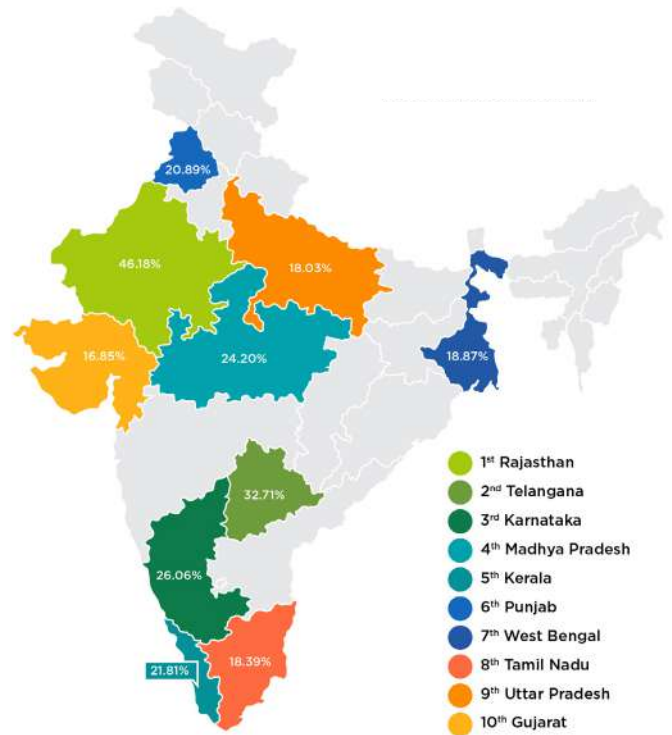 20.89%
46.18%
18.03%
16.85%
24.20%
18.87%
32.71%
26.06%
21.81%
18.39%
1st Rajasthan
2nd Telangana
3rd Karnataka
4th Madhya Pradesh
5th Kerala
6th Punjab
7th West Bengal
8th Tamil Nadu
9th Uttar Pradesh
10th Gujarat